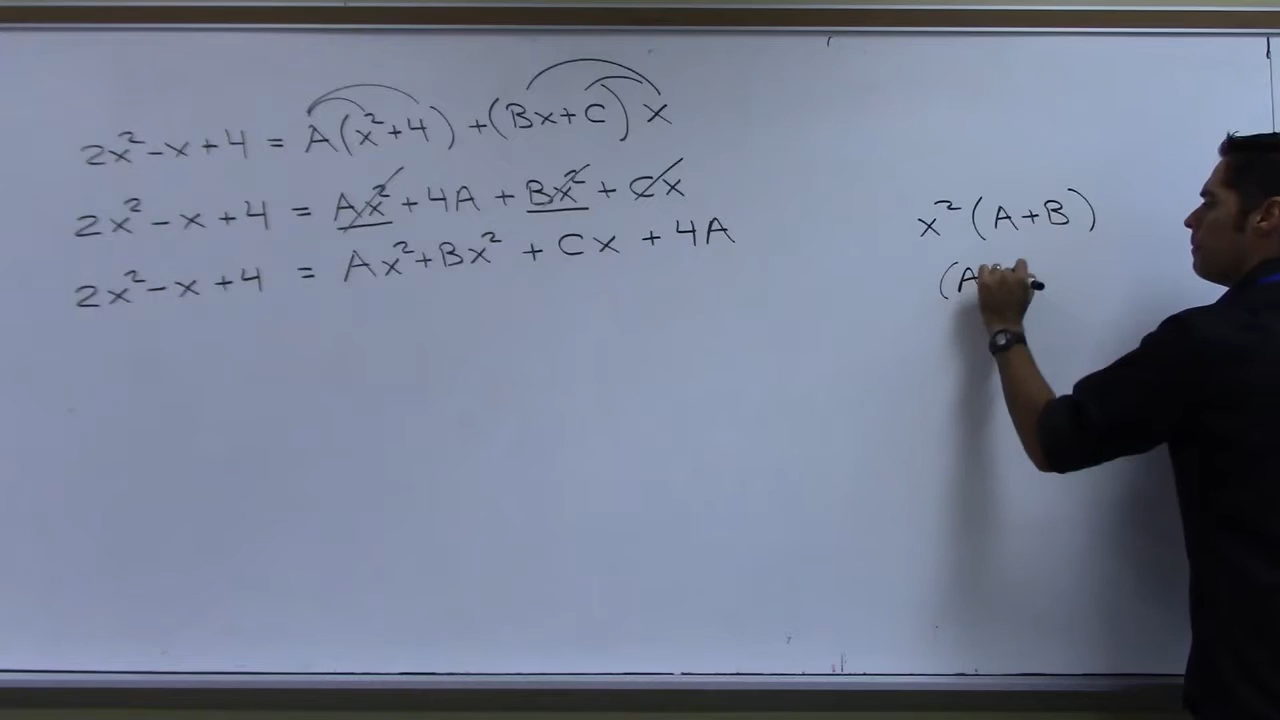 2x²-x+4 = A(x²+4) + (Bx+C) x
2x²-x+4 = Ax² + 4A + Bx² + Cx
2x²-x+4 = Ax²+Bx² + Cx + 4A
x²(A+B)
(A